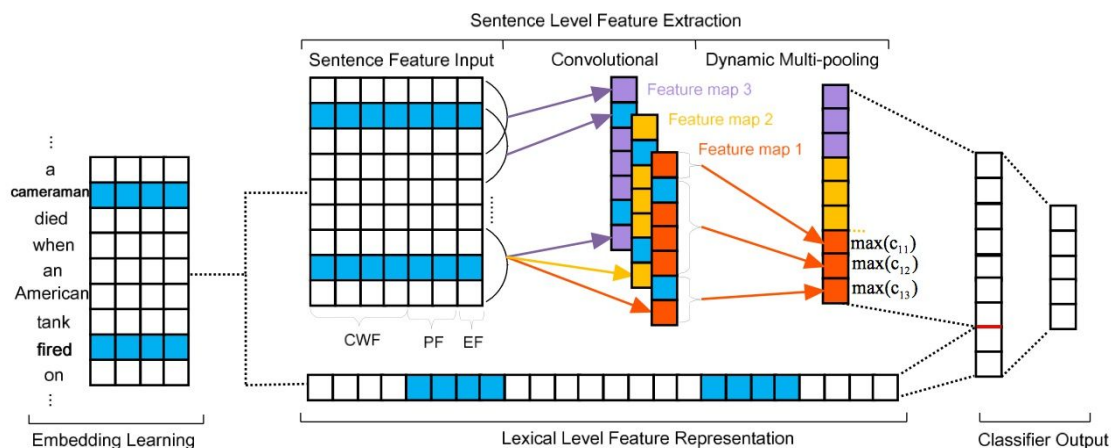 Sentence Level Feature Extraction
Sentence Feature Input
Convolutional
Dynamic Multi-pooling
Feature map 3
Feature map 2
Feature map 1
...
a
cameraman
died
when
an
American
tank
fired
on
...
max(c11)
max(c12)
max(c13)
CWF
PF
EF
Embedding Learning
Lexical Level Feature Representation
Classifier Output